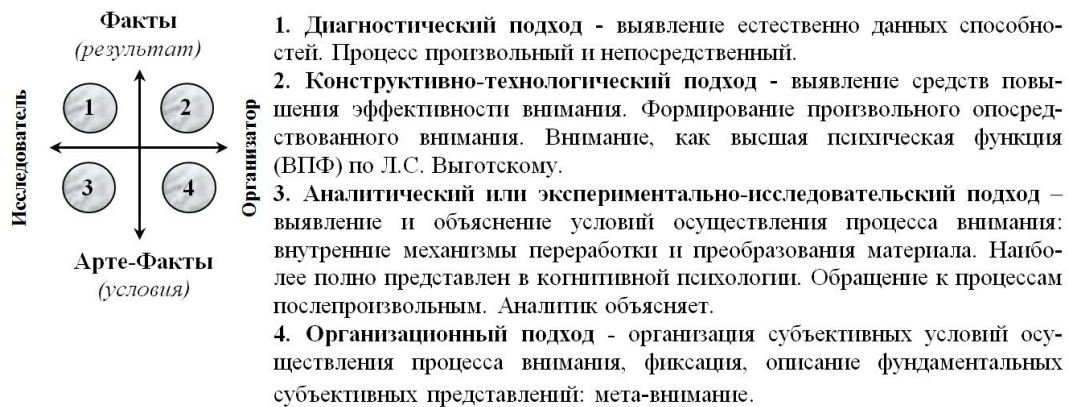 Факты
(результат)
Исследователь
1
2
3
4
Организатор
Арте-Факты
(условия)
1. Диагностический подход - выявление естественно данных способно-
стей. Процесс произвольный и непосредственный.
2. Конструктивно-технологический подход - выявление средств повы-
шения эффективности внимания. Формирование произвольного опосред-
ствованного внимания. Внимание, как высшая психическая функция
(ВПФ) по Л.С. Выготскому.
3. Аналитический или экспериментально-исследовательский подход –
выявление и объяснение условий осуществления процесса внимания:
внутренние механизмы переработки и преобразования материала. Наибо-
лее полно представлен в когнитивной психологии. Обращение к процессам
послепроизвольным. Аналитик объясняет.
4. Организационный подход - организация субъективных условий осу-
ществления процесса внимания, фиксация, описание фундаментальных
субъективных представлений: мета-внимание.